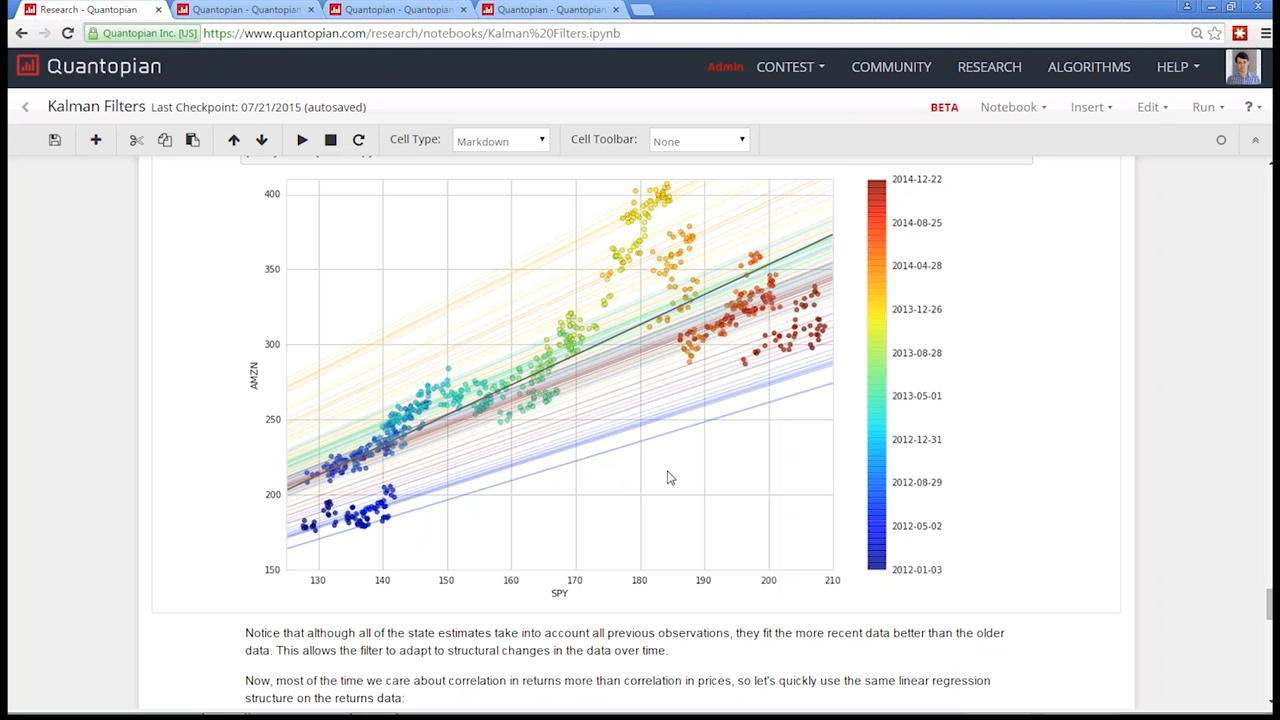 Research - Quantopian
Quantopian - Quantopian
Quantopian - Quantopian
Quantopian - Quantopian
Quantopian Inc. [US] https://www.quantopian.com/research/notebooks/Kalman%20Filters.ipynb
Quantopian Admin CONTEST COMMUNITY RESEARCH ALGORITHMS HELP
Kalman Filters Last Checkpoint: 07/21/2015 (autosaved) BETA Notebook Insert Edit Run ?
Cell Type: Markdown Cell Toolbar: None
400
350
300
250
200
150
AMZN
130 140 150 160 170 180 190 200 210
SPY
2014-12-22
2014-08-25
2014-04-28
2013-12-26
2013-08-28
2013-05-01
2012-12-31
2012-08-29
2012-05-02
2012-01-03
Notice that although all of the state estimates take into account all previous observations, they fit the more recent data better than the older
data. This allows the filter to adapt to structural changes in the data over time.
Now, most of the time we care about correlation in returns more than correlation in prices, so let's quickly use the same linear regression
structure on the returns data: